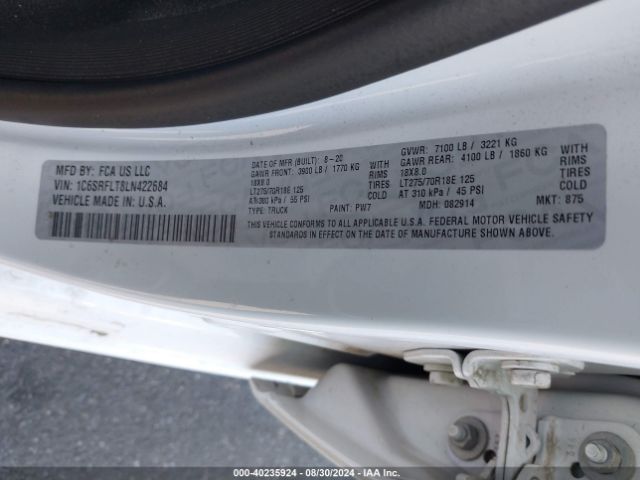 MFD BY: FCA US LLC
VIN: 1C6SRFLT8LN422684
VEHICLE MADE IN: U.S.A.
DATE OF MFR (BUILT): 8-20
GAWR FRONT: 3900 LB / 1770 KG
18X8.0 RIMS
LT275/70R18E 125 TIRES
AT 380 kPa / 55 PSI COLD
TYPE: TRUCK PAINT: PW7
GVWR: 7100 LB / 3221 KG
GAWR REAR: 4100 LB / 1860 KG
18X8.0 RIMS
LT275/70R18E 125 TIRES
AT 310 kPa / 45 PSI COLD
MDH: 082914 MKT: 875
THIS VEHICLE CONFORMS TO ALL APPLICABLE U.S.A. FEDERAL MOTOR VEHICLE SAFETY
STANDARDS IN EFFECT ON THE DATE OF MANUFACTURE SHOWN ABOVE.
000-40235924 - 08/30/2024 - IAA Inc.